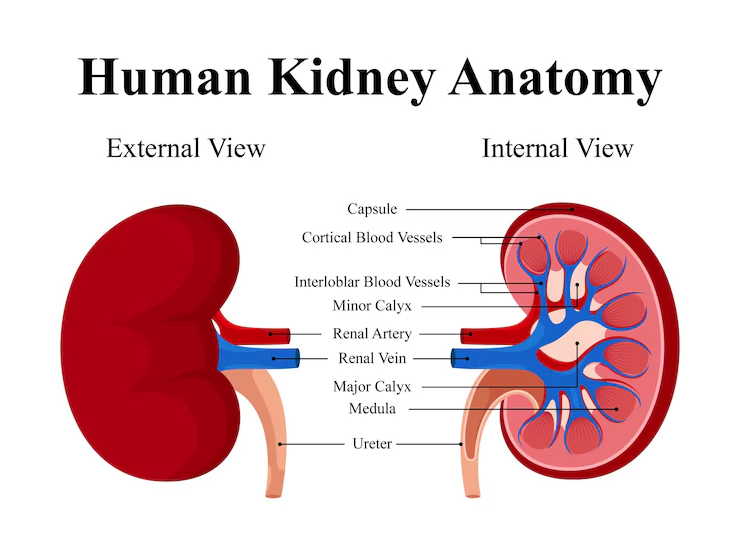 Human Kidney Anatomy
External View
Internal View
Capsule
Cortical Blood Vessels
Interloblar Blood Vessels
Minor Calyx
Renal Artery
Renal Vein
Major Calyx
Medula
Ureter